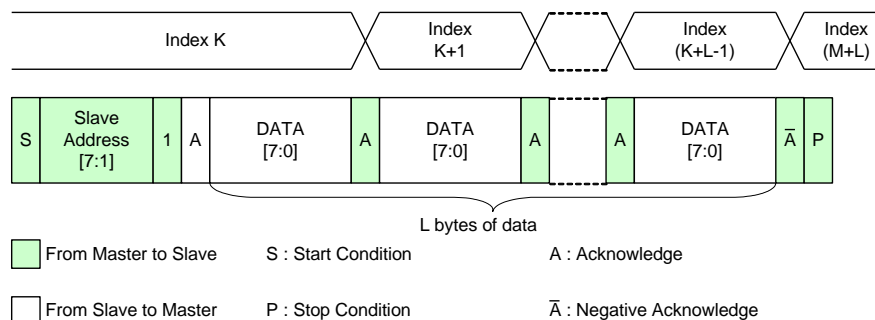 Index K
Index
K+1
Index
(K+L-1)
Index
(M+L)
S
Slave
Address
[7:1]
1
A
DATA
[7:0]
A
DATA
[7:0]
A
A
DATA
[7:0]
A̅
P
L bytes of data
From Master to Slave
S : Start Condition
A : Acknowledge
From Slave to Master
P : Stop Condition
A̅ : Negative Acknowledge